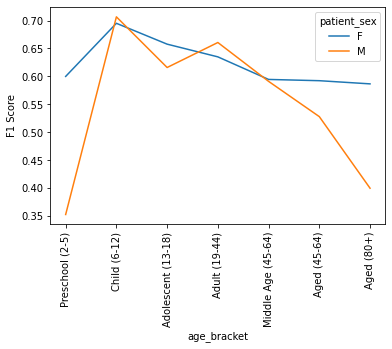 patient_sex
F
M
0.70
0.65
0.60
0.55
0.50
0.45
0.40
0.35
F1 Score
Preschool (2-5)
Child (6-12)
Adolescent (13-18)
Adult (19-44)
Middle Age (45-64)
Aged (45-64)
Aged (80+)
age_bracket